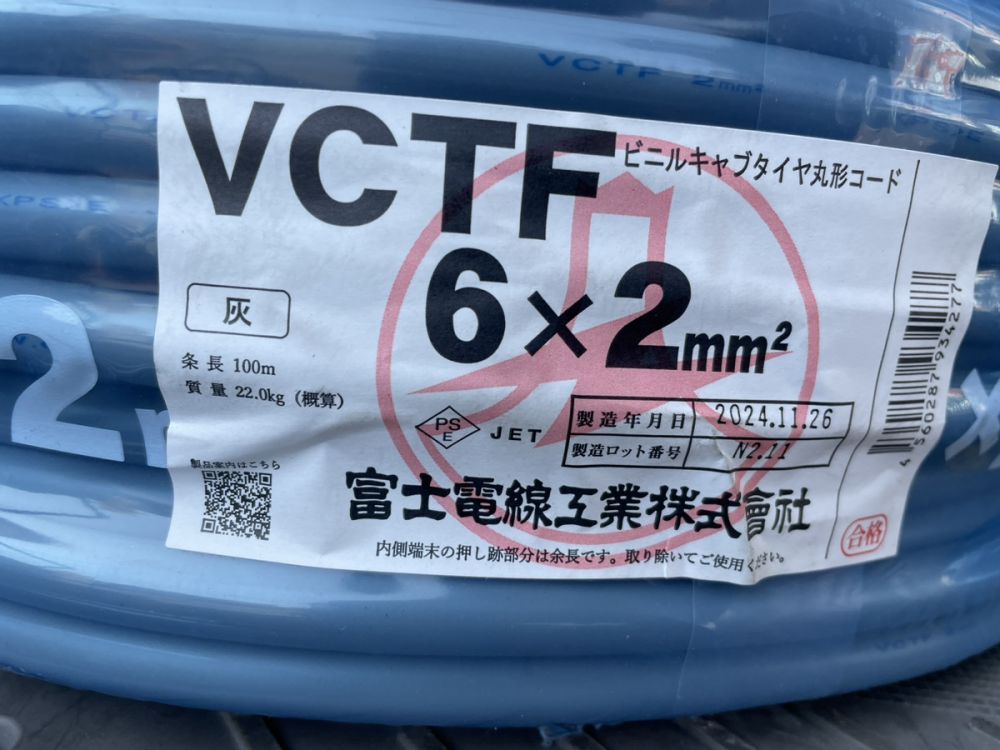 VCTF 2mm²
VCTF
ビニルキャブタイヤ丸形コード
6×2mm²
灰
条長 100m
質量 22.0kg (概算)
PS
E
JET
製造年月日 2024.11.26
製造ロット番号 N2.11
製品案内はこちら
富士電線工業株式會社
内側端末の押し跡部分は余長です。取り除いてご使用ください。
合格
4560287934277
2